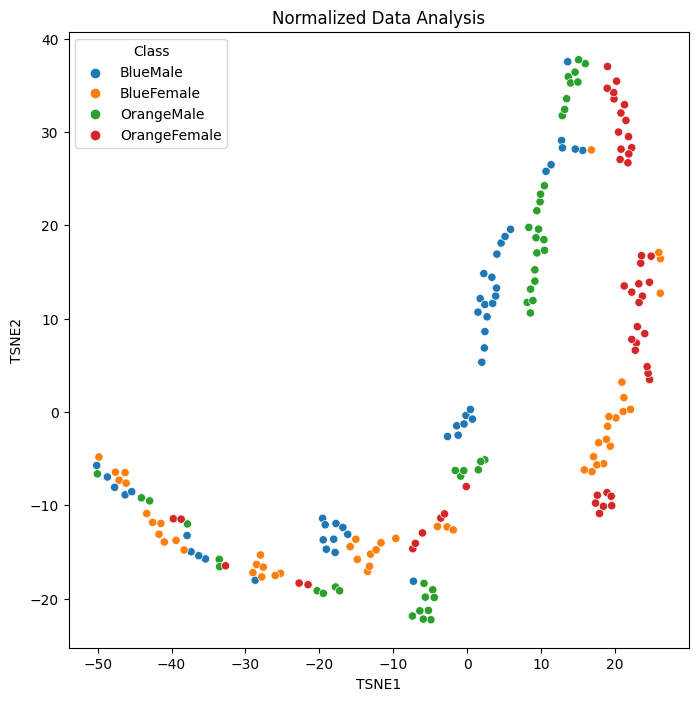 Normalized Data Analysis
Class
BlueMale
BlueFemale
OrangeMale
OrangeFemale
40
30
20
10
0
−10
−20
TSNE2
−50
−40
−30
−20
−10
0
10
20
TSNE1